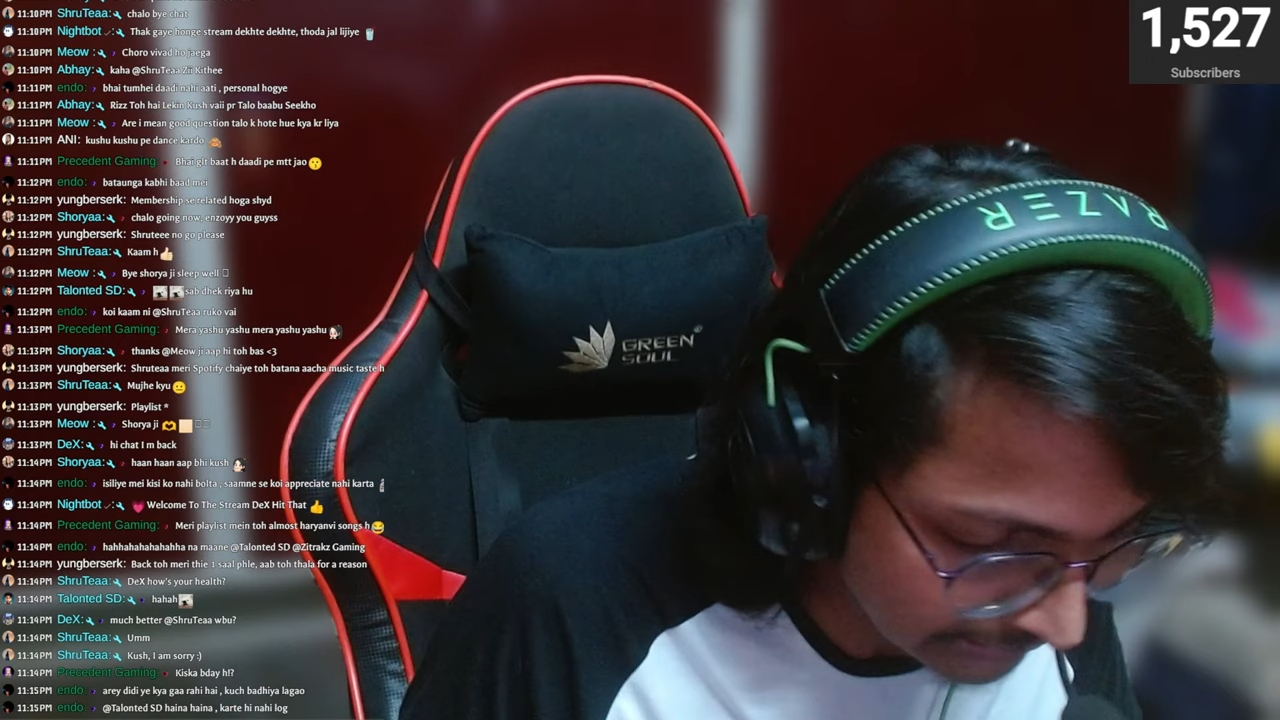 11:10PM ShruTeaa: chalo bye chat
11:10PM Nightbot: Thak gaye honge stream dekhte dekhte, thoda jal lijiye
11:10PM Meow : Choro vivad ho jaega
11:10PM Abhay: kaha @ShruTeaa Zii Kithee
11:11PM endo: bhai tumhei daadi nahi aati , personal hogye
11:11PM Abhay: Rizz Toh hai Lekin Kush vaii pr Talo baabu Seekho
11:11PM Meow : Are i mean good question talo k hote hue kya kr liya
11:11PM ANI: kushu kushu pe dance kardo
11:11PM Precedent Gaming: Bhai glt baat h daadi pe mtt jao
11:12PM endo: bataunga kabhi baad mei
11:12PM yungberserk: Membership se related hoga shyd
11:12PM Shoryaa: chalo going now, enzoyy you guyss
11:12PM yungberserk: Shruteee no go please
11:12PM ShruTeaa: Kaam h
11:12PM Meow : Bye shorya ji sleep well
11:12PM Talonted SD: sab dhek riya hu
11:12PM endo: koi kaam ni @ShruTeaa ruko vai
11:13PM Precedent Gaming: Mera yashu yashu mera yashu yashu
11:13PM Shoryaa: thanks @Meow ji aap hi toh bas <3
11:13PM yungberserk: Shruteaa meri Spotify chaiye toh batana aacha music taste h
11:13PM ShruTeaa: Mujhe kyu
11:13PM yungberserk: Playlist *
11:13PM Meow : Shorya ji
11:13PM DeX: hi chat I m back
11:14PM Shoryaa: haan haan aap bhi kush
11:14PM endo: isiliye mei kisi ko nahi bolta , saamne se koi appreciate nahi karta
11:14PM Nightbot: Welcome To The Stream DeX Hit That
11:14PM Precedent Gaming: Meri playlist mein toh almost haryanvi songs h
11:14PM endo: hahhahahahahahha na maane @Talonted SD @Zitrakz Gaming
11:14PM yungberserk: Back toh meri thie 1 saal phle, aab toh thala for a reason
11:14PM ShruTeaa: DeX how's your health?
11:14PM Talonted SD: hahah
11:14PM DeX: much better @ShruTeaa wbu?
11:14PM ShruTeaa: Umm
11:14PM ShruTeaa: Kush, I am sorry :)
11:14PM Precedent Gaming: Kiska bday h!?
11:15PM endo: arey didi ye kya gaa rahi hai , kuch badhiya lagao
11:15PM endo: @Talonted SD haina haina , karte hi nahi log
GREEN
SOUL
RAZER
1,527
Subscribers